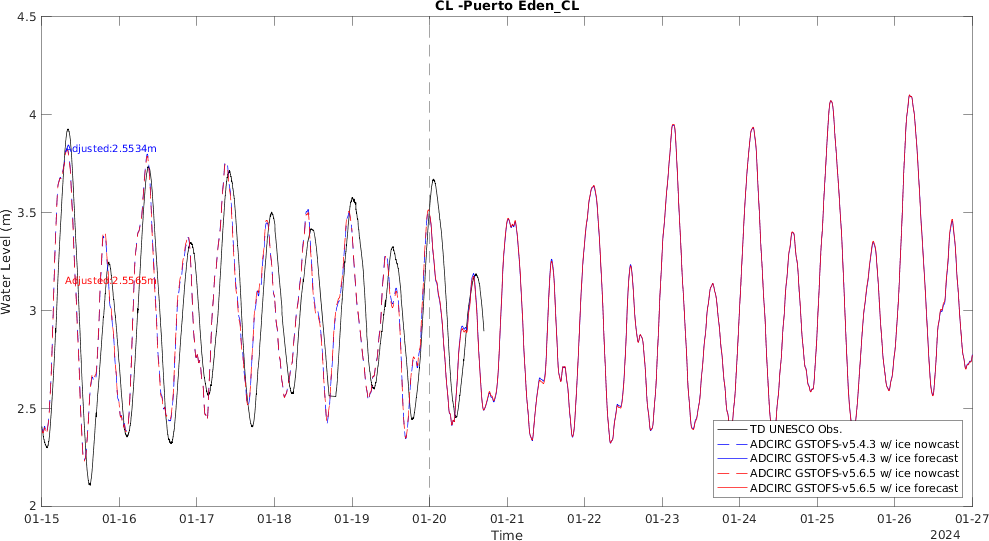 CL -Puerto Eden_CL
4.5
4
3.5
3
2.5
2
Water Level (m)
Adjusted:2.5534m
Adjusted:2.5565m
TD UNESCO Obs.
ADCIRC GSTOFS-v5.4.3 w/ ice nowcast
ADCIRC GSTOFS-v5.4.3 w/ ice forecast
ADCIRC GSTOFS-v5.6.5 w/ ice nowcast
ADCIRC GSTOFS-v5.6.5 w/ ice forecast
01-15 01-16 01-17 01-18 01-19 01-20 01-21 01-22 01-23 01-24 01-25 01-26 01-27
Time
2024